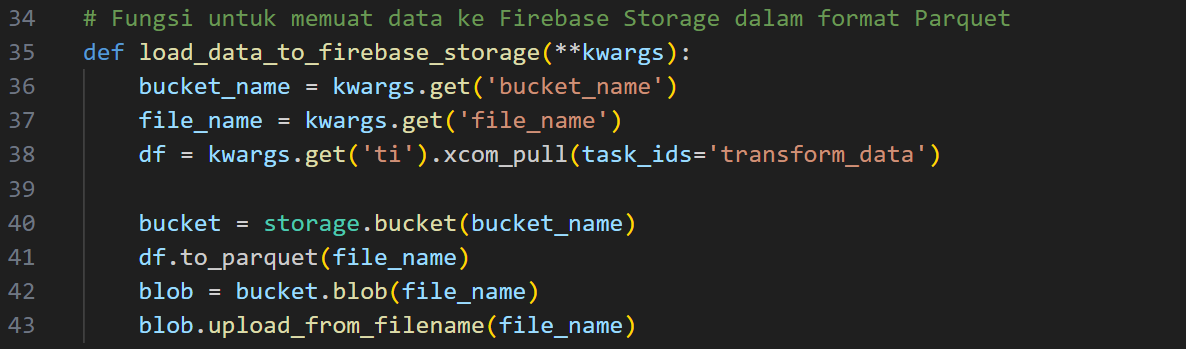 34 # Fungsi untuk memuat data ke Firebase Storage dalam format Parquet
35 def load_data_to_firebase_storage(**kwargs):
36     bucket_name = kwargs.get('bucket_name')
37     file_name = kwargs.get('file_name')
38     df = kwargs.get('ti').xcom_pull(task_ids='transform_data')
39
40     bucket = storage.bucket(bucket_name)
41     df.to_parquet(file_name)
42     blob = bucket.blob(file_name)
43     blob.upload_from_filename(file_name)